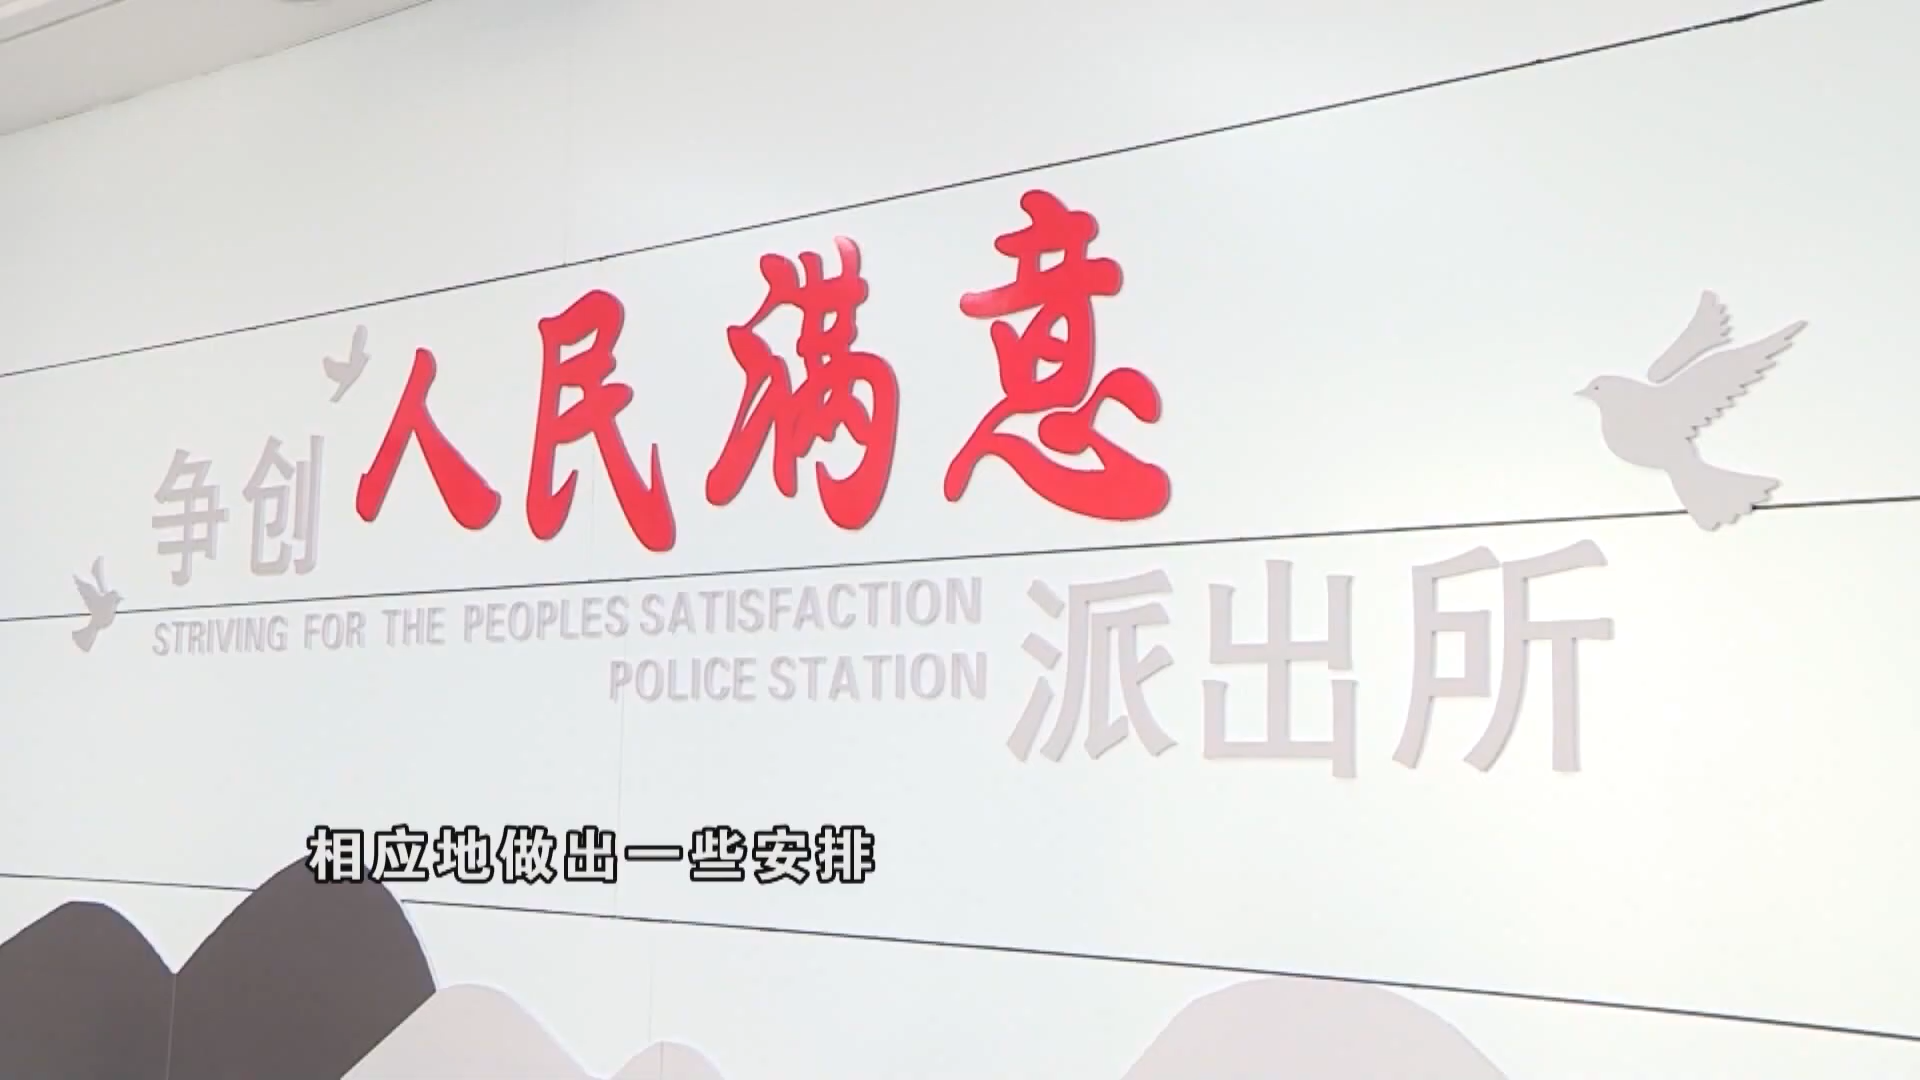 争创人民满意
STRIVING FOR THE PEOPLES SATISFACTION
POLICE STATION
派出所
相应地做出一些安排